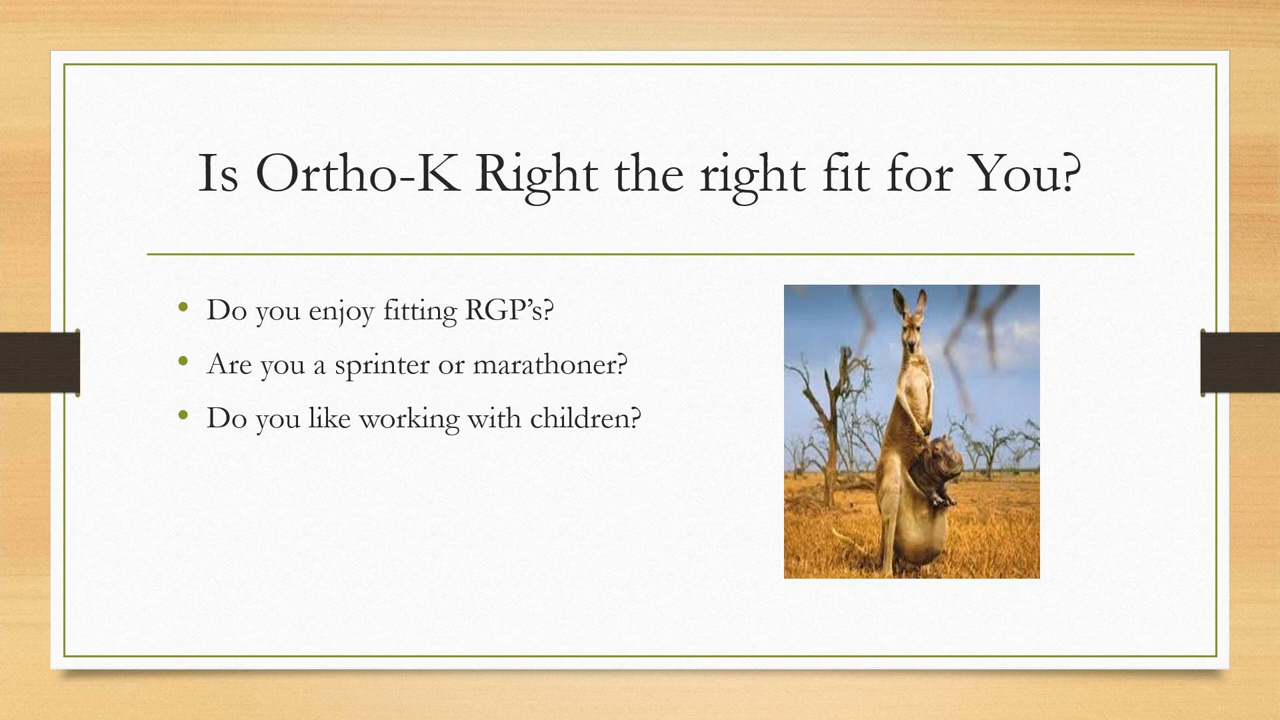 Is Ortho-K Right the right fit for You?
• Do you enjoy fitting RGP’s?
• Are you a sprinter or marathoner?
• Do you like working with children?